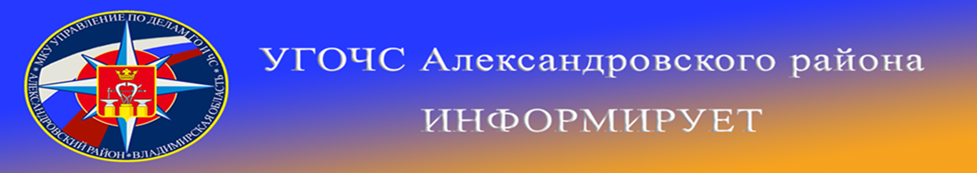 МКУ УПРАВЛЕНИЕ ПО ДЕЛАМ ГО И ЧС
АЛЕКСАНДРОВСКИЙ РАЙОН • ВЛАДИМИРСКАЯ ОБЛАСТЬ
УГОЧС Александровского района
ИНФОРМИРУЕТ